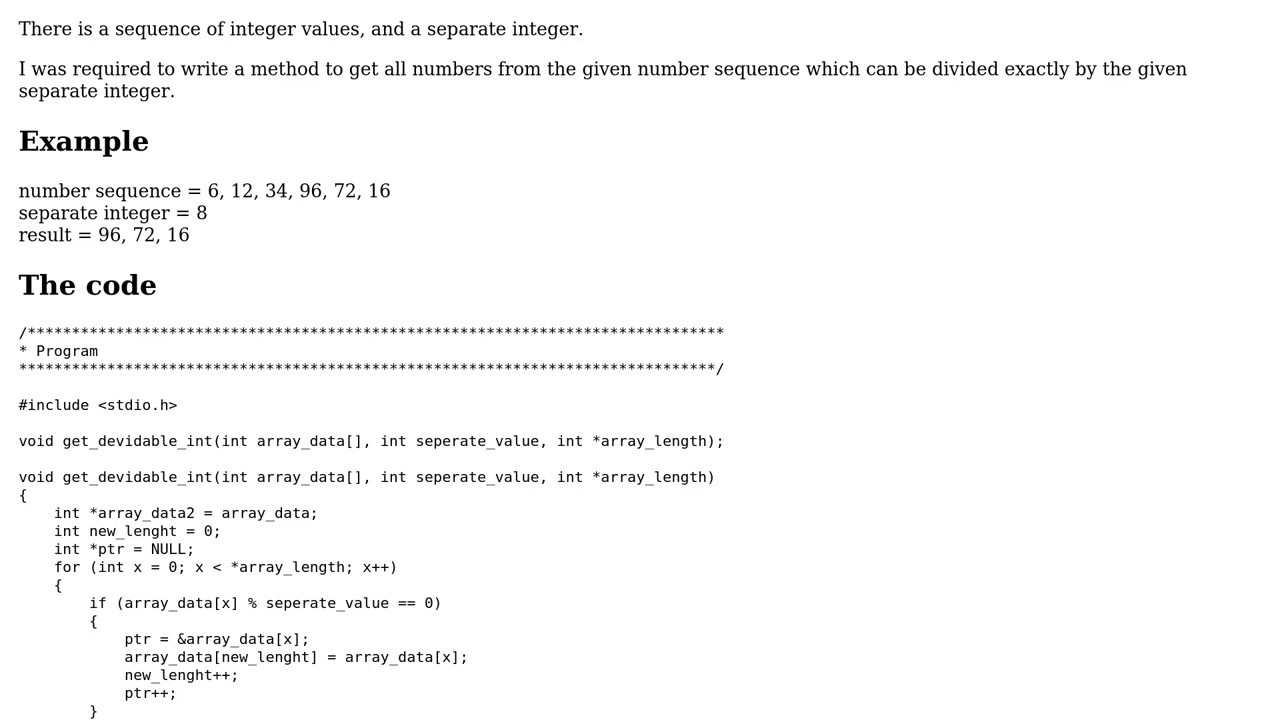 There is a sequence of integer values, and a separate integer.
I was required to write a method to get all numbers from the given number sequence which can be divided exactly by the given
separate integer.
Example
number sequence = 6, 12, 34, 96, 72, 16
separate integer = 8
result = 96, 72, 16
The code
/*******************************************************************************
* Program
*******************************************************************************/
#include <stdio.h>
void get_devidable_int(int array_data[], int seperate_value, int *array_length);
void get_devidable_int(int array_data[], int seperate_value, int *array_length)
{
    int *array_data2 = array_data;
    int new_lenght = 0;
    int *ptr = NULL;
    for (int x = 0; x < *array_length; x++)
    {
        if (array_data[x] % seperate_value == 0)
        {
            ptr = &array_data[x];
            array_data[new_lenght] = array_data[x];
            new_lenght++;
            ptr++;
        }